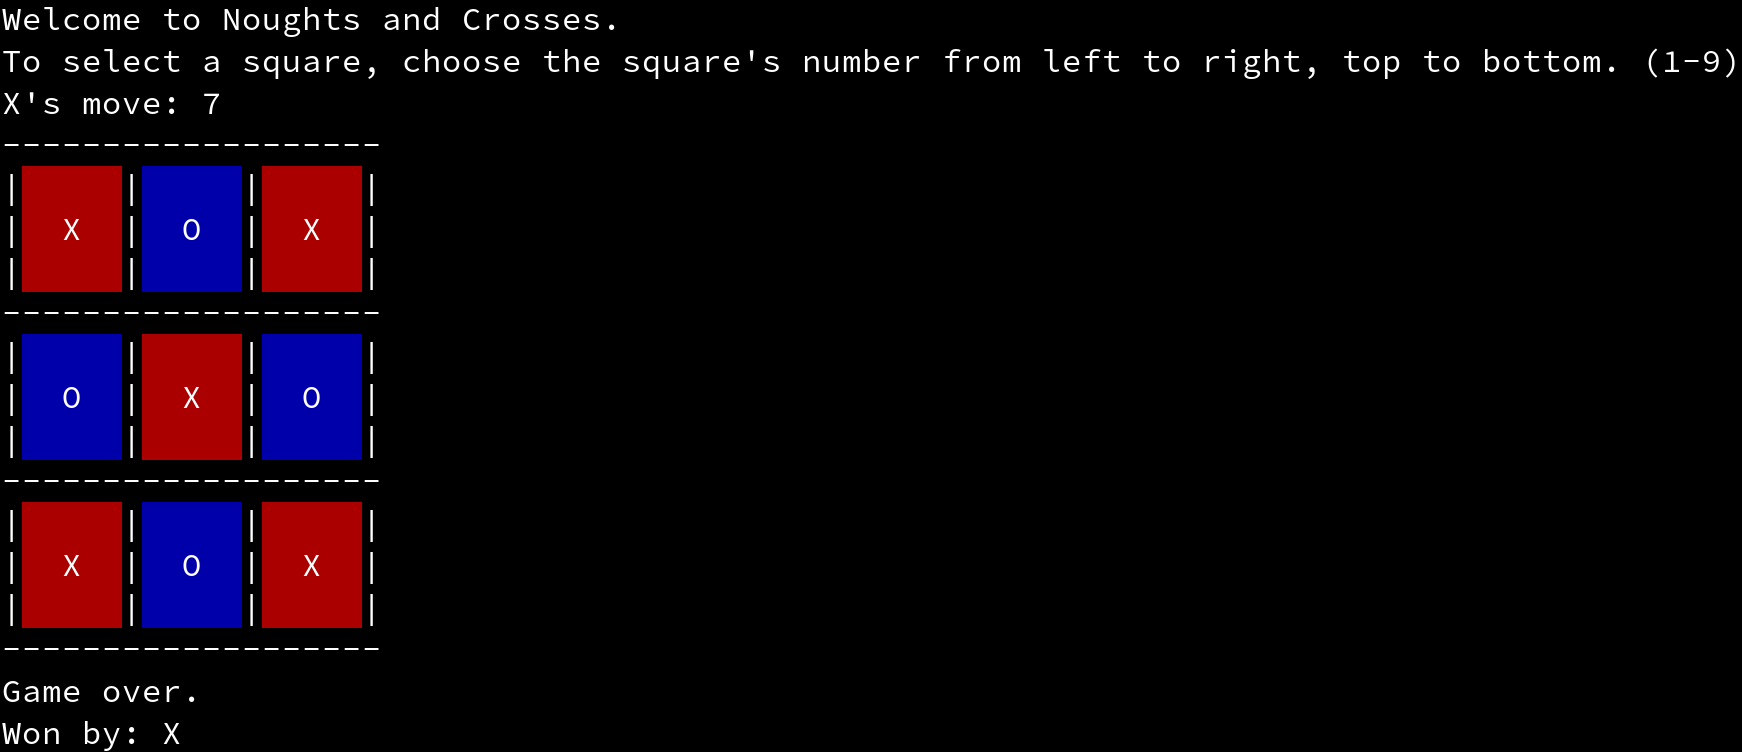 Welcome to Noughts and Crosses.
To select a square, choose the square's number from left to right, top to bottom. (1-9)
X's move: 7
-------------------
|     |     |     |
|  X  |  O  |  X  |
|     |     |     |
-------------------
|     |     |     |
|  O  |  X  |  O  |
|     |     |     |
-------------------
|     |     |     |
|  X  |  O  |  X  |
|     |     |     |
-------------------
Game over.
Won by: X